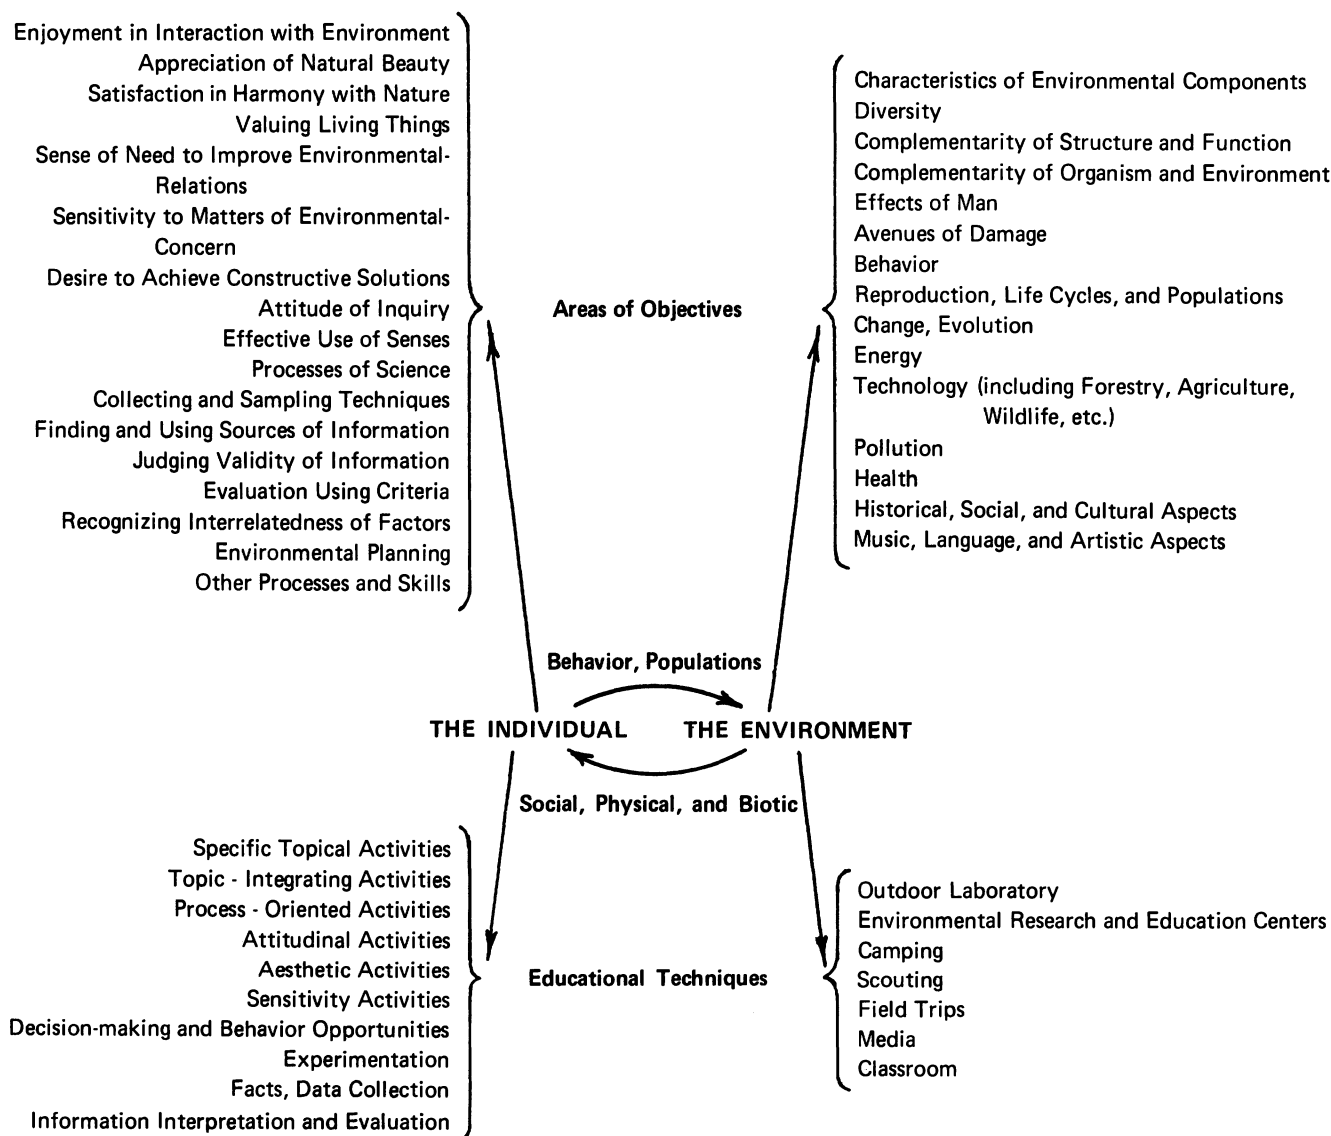 Enjoyment in Interaction with Environment
Appreciation of Natural Beauty
Satisfaction in Harmony with Nature
Valuing Living Things
Sense of Need to Improve Environmental-
Relations
Sensitivity to Matters of Environmental-
Concern
Desire to Achieve Constructive Solutions
Attitude of Inquiry
Effective Use of Senses
Processes of Science
Collecting and Sampling Techniques
Finding and Using Sources of Information
Judging Validity of Information
Evaluation Using Criteria
Recognizing Interrelatedness of Factors
Environmental Planning
Other Processes and Skills
Areas of Objectives
Characteristics of Environmental Components
Diversity
Complementarity of Structure and Function
Complementarity of Organism and Environment
Effects of Man
Avenues of Damage
Behavior
Reproduction, Life Cycles, and Populations
Change, Evolution
Energy
Technology (including Forestry, Agriculture,
Wildlife, etc.)
Pollution
Health
Historical, Social, and Cultural Aspects
Music, Language, and Artistic Aspects
Behavior, Populations
THE INDIVIDUAL THE ENVIRONMENT
Social, Physical, and Biotic
Specific Topical Activities
Topic - Integrating Activities
Process - Oriented Activities
Attitudinal Activities
Aesthetic Activities
Sensitivity Activities
Decision-making and Behavior Opportunities
Experimentation
Facts, Data Collection
Information Interpretation and Evaluation
Educational Techniques
Outdoor Laboratory
Environmental Research and Education Centers
Camping
Scouting
Field Trips
Media
Classroom